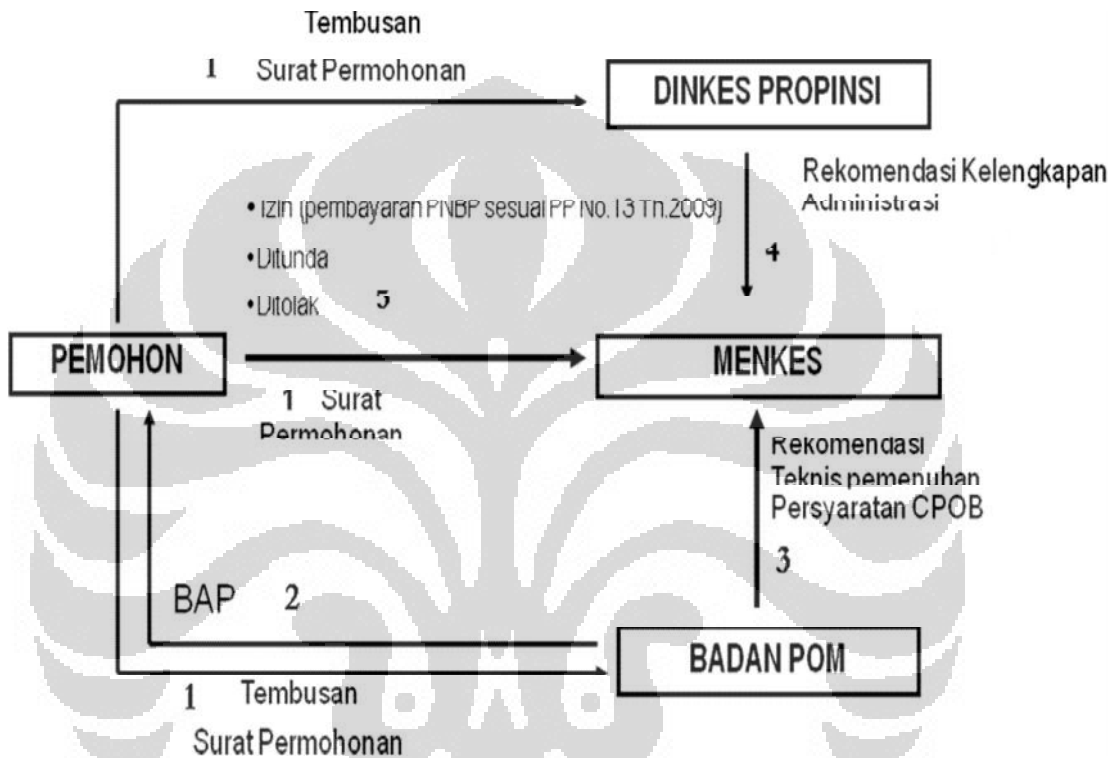 Tembusan
1 Surat Permohonan
DINKES PROPINSI
Rekomendasi Kelengkapan
Administrasi
• Izin (pembayaran PNBP sesuai PP No.13 Th.2009)
• Ditunda
• Ditolak 5
4
PEMOHON
MENKES
1 Surat
Permohonan
Rekomendasi
Teknis pemenuhan
Persyaratan CPOB
3
BAP 2
BADAN POM
1 Tembusan
Surat Permohonan